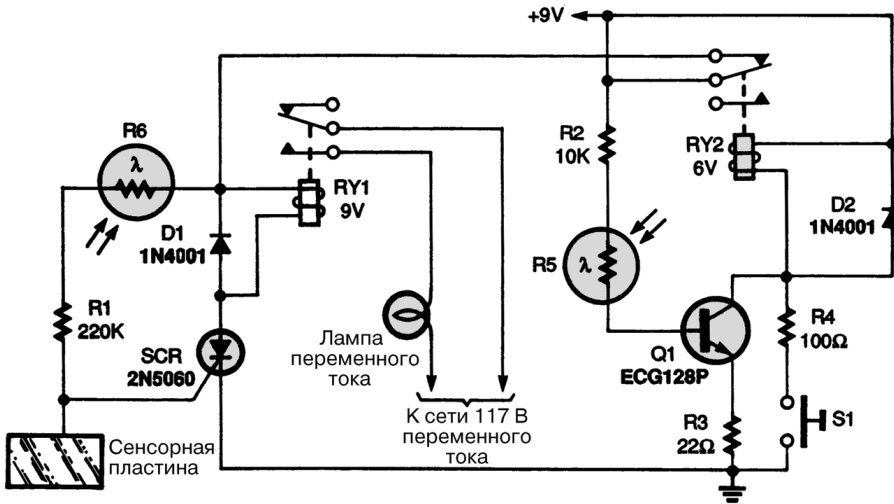 +9V
R6
λ
R2
10K
RY2
6V
RY1
9V
D1
1N4001
D2
1N4001
R5
λ
R1
220K
SCR
2N5060
Лампа
переменного
тока
Q1
ECG128P
R4
100Ω
К сети 117 В
переменного
тока
R3
22Ω
S1
Сенсорная
пластина